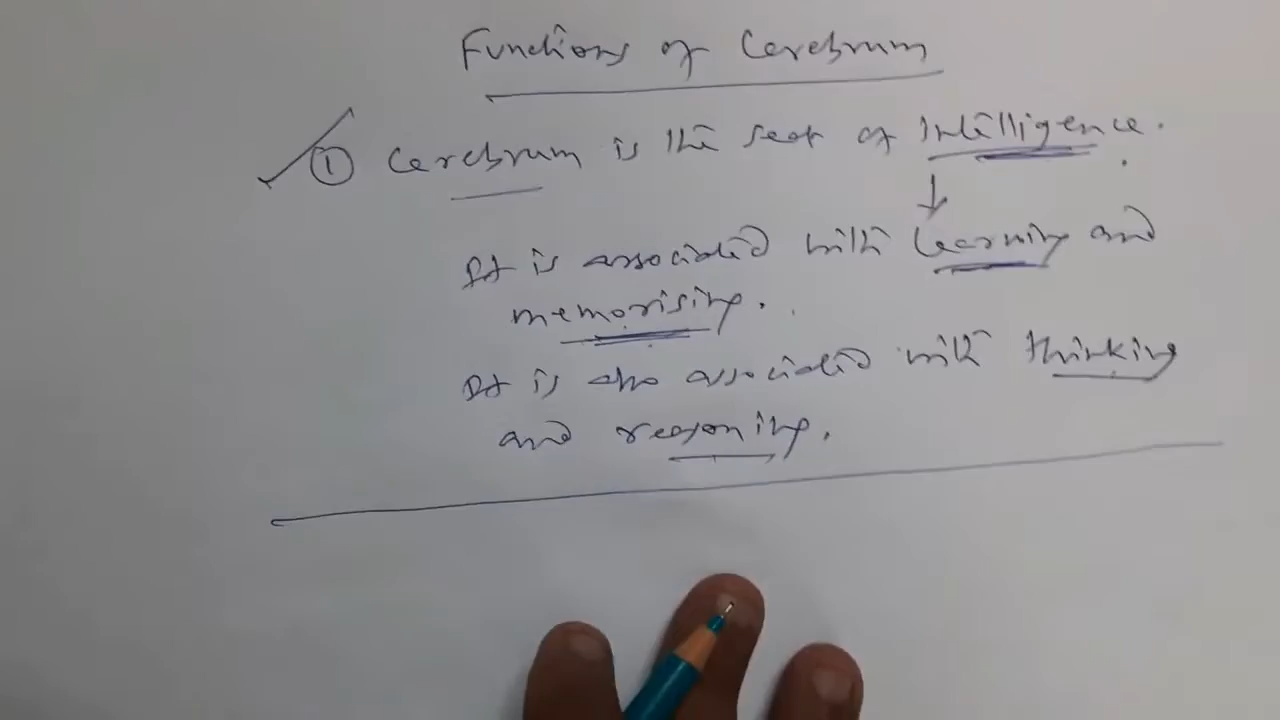 Functions of Cerebrum
① Cerebrum is the seat of Intelligence.
It is associated with learning and
memorising.
It is also associated with thinking
and reasoning.